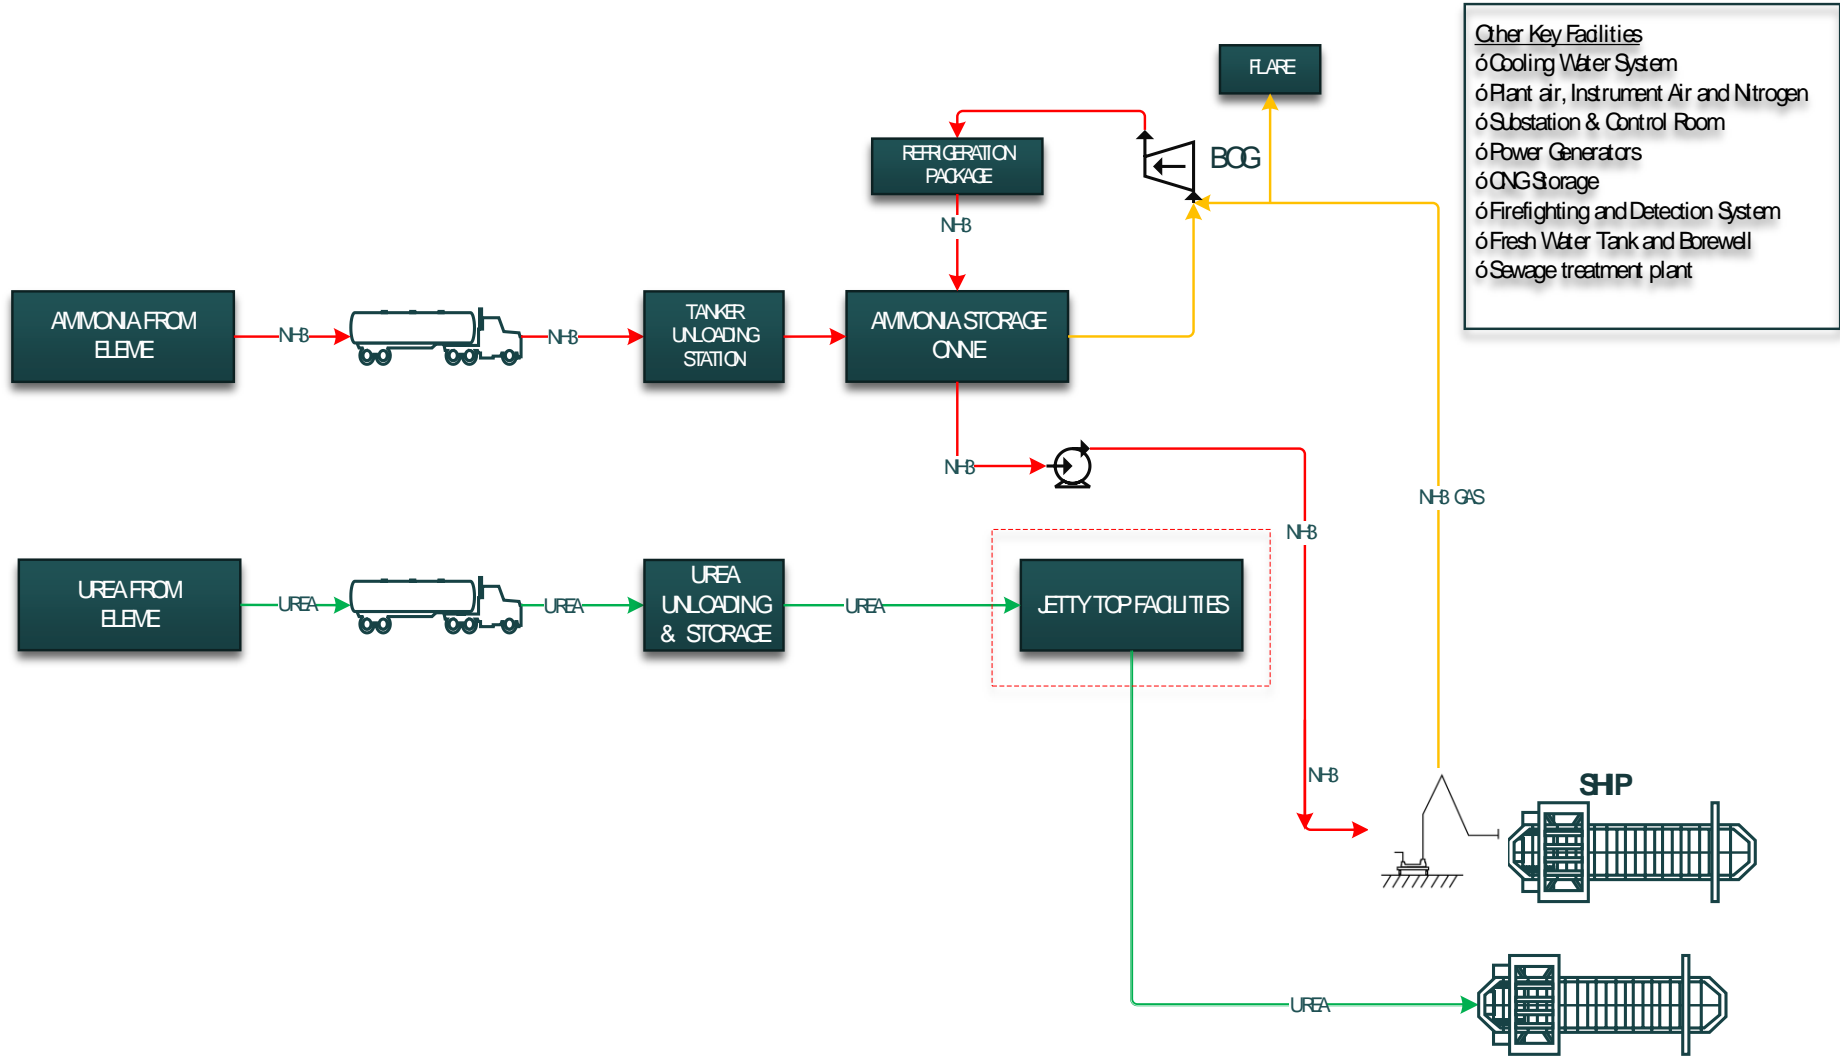 Other Key Facilities
ó Cooling Water System
ó Plant air, Instrument Air and Nitrogen
ó Substation & Control Room
ó Power Generators
ó CNG Storage
ó Firefighting and Detection System
ó Fresh Water Tank and Borewell
ó Sewage treatment plant
FLARE
REFRIGERATION
PACKAGE
BOG
NH3
AMMONIA FROM
ELEME
NH3
NH3
TANKER
UNLOADING
STATION
AMMONIA STORAGE
ONNE
NH3
NH3 GAS
NH3
UREA FROM
ELEME
UREA
UREA
UREA
UNLOADING
& STORAGE
UREA
JETTY TOP FACILITIES
NH3
SHIP
UREA